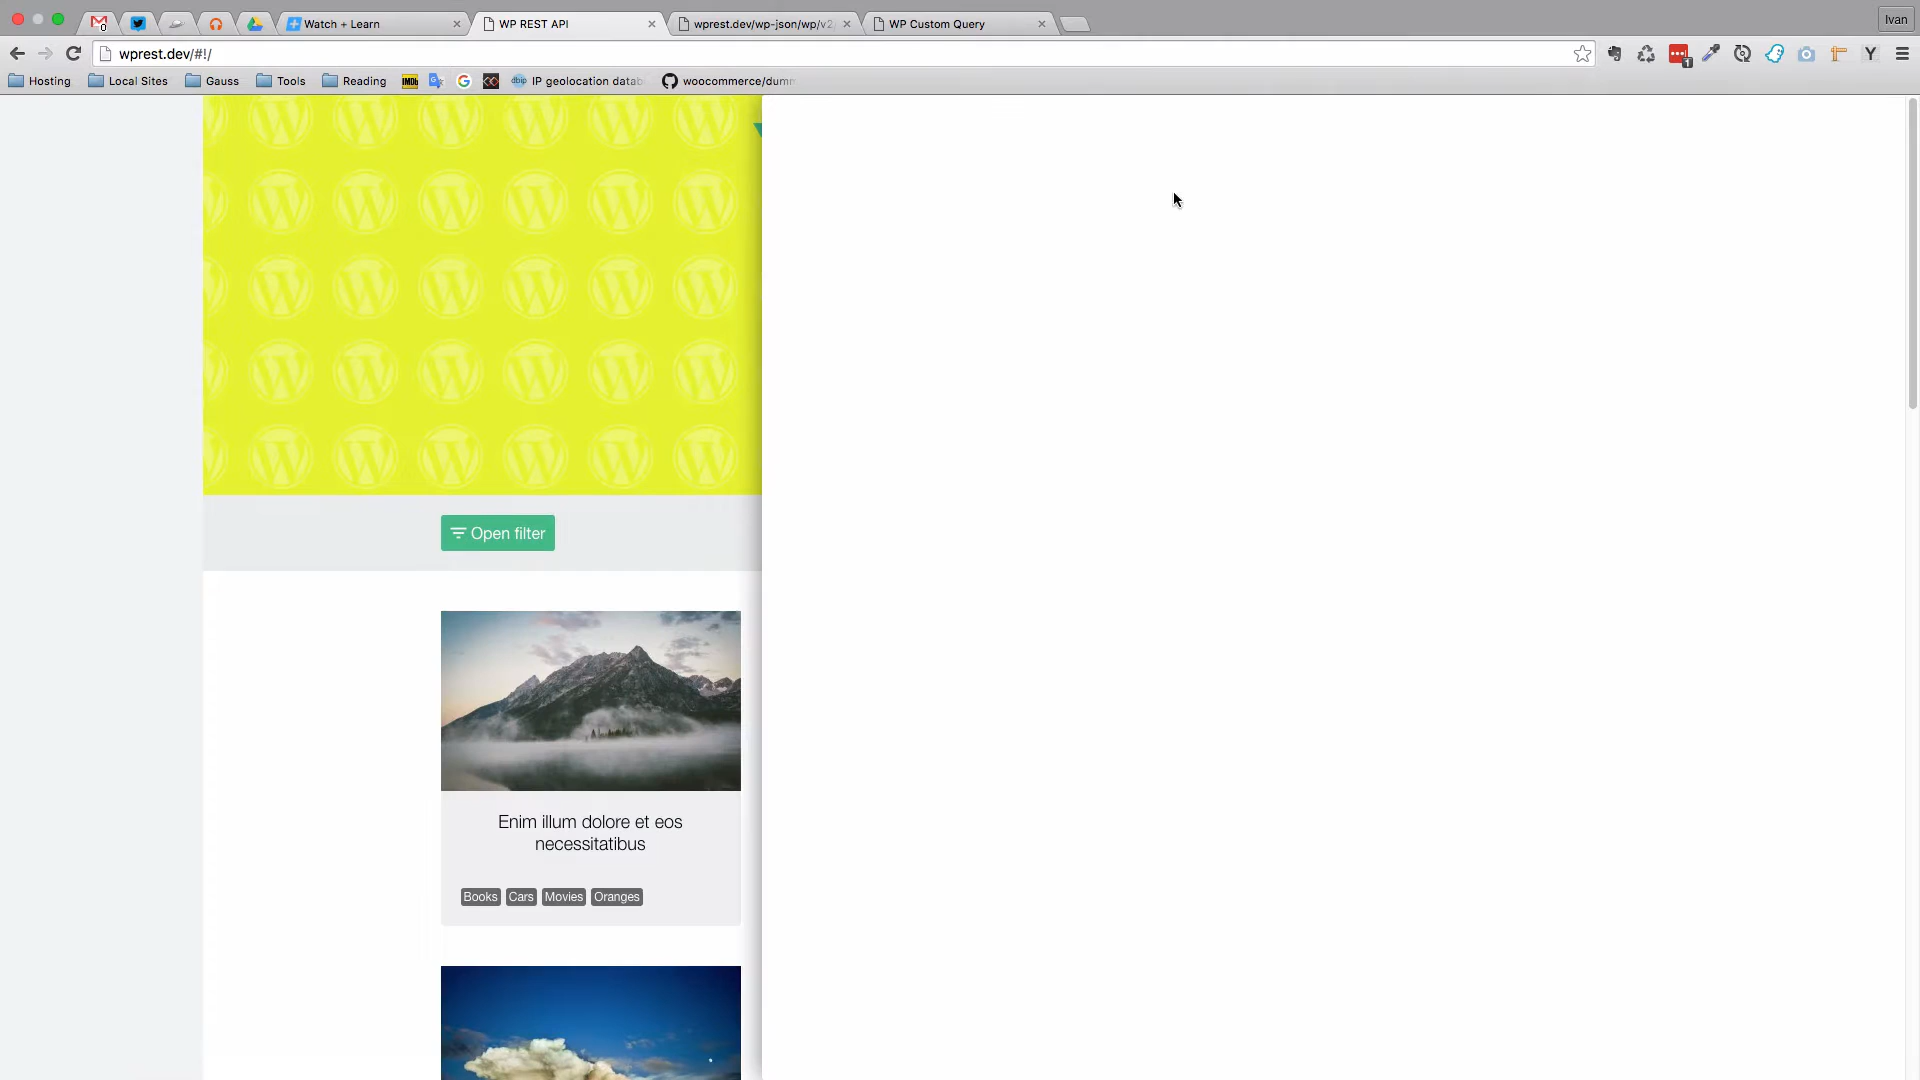 Watch + Learn
WP REST API
wprest.dev/wp-json/wp/v2
WP Custom Query
Ivan
wprest.dev/#!/
Hosting
Local Sites
Gauss
Tools
Reading
IMDb
dbip
IP geolocation datab
woocommerce/dumm
Open filter
Enim illum dolore et eos
necessitatibus
Books Cars Movies Oranges